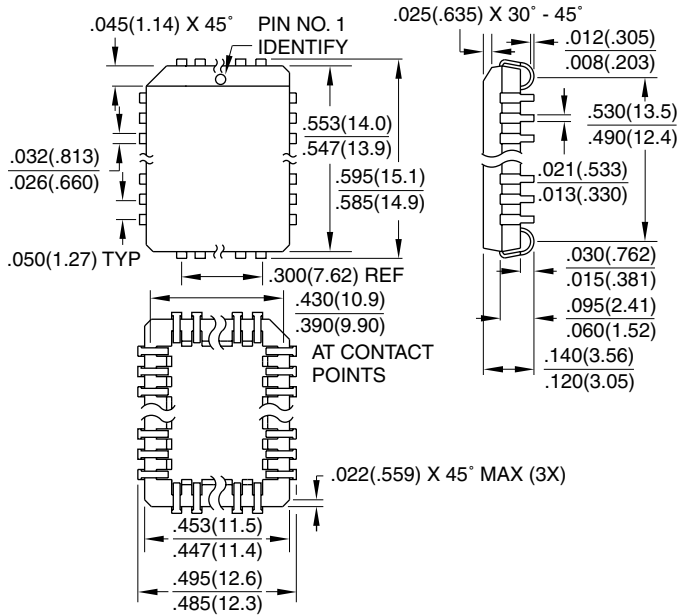 .045(1.14) X 45°
PIN NO. 1
IDENTIFY
.025(.635) X 30° - 45°
.012(.305)
.008(.203)
.553(14.0)
.547(13.9)
.530(13.5)
.490(12.4)
.032(.813)
.026(.660)
.595(15.1)
.585(14.9)
.021(.533)
.013(.330)
.050(1.27) TYP
.300(7.62) REF
.030(.762)
.015(.381)
.430(10.9)
.390(9.90)
AT CONTACT
POINTS
.095(2.41)
.060(1.52)
.140(3.56)
.120(3.05)
.022(.559) X 45° MAX (3X)
.453(11.5)
.447(11.4)
.495(12.6)
.485(12.3)